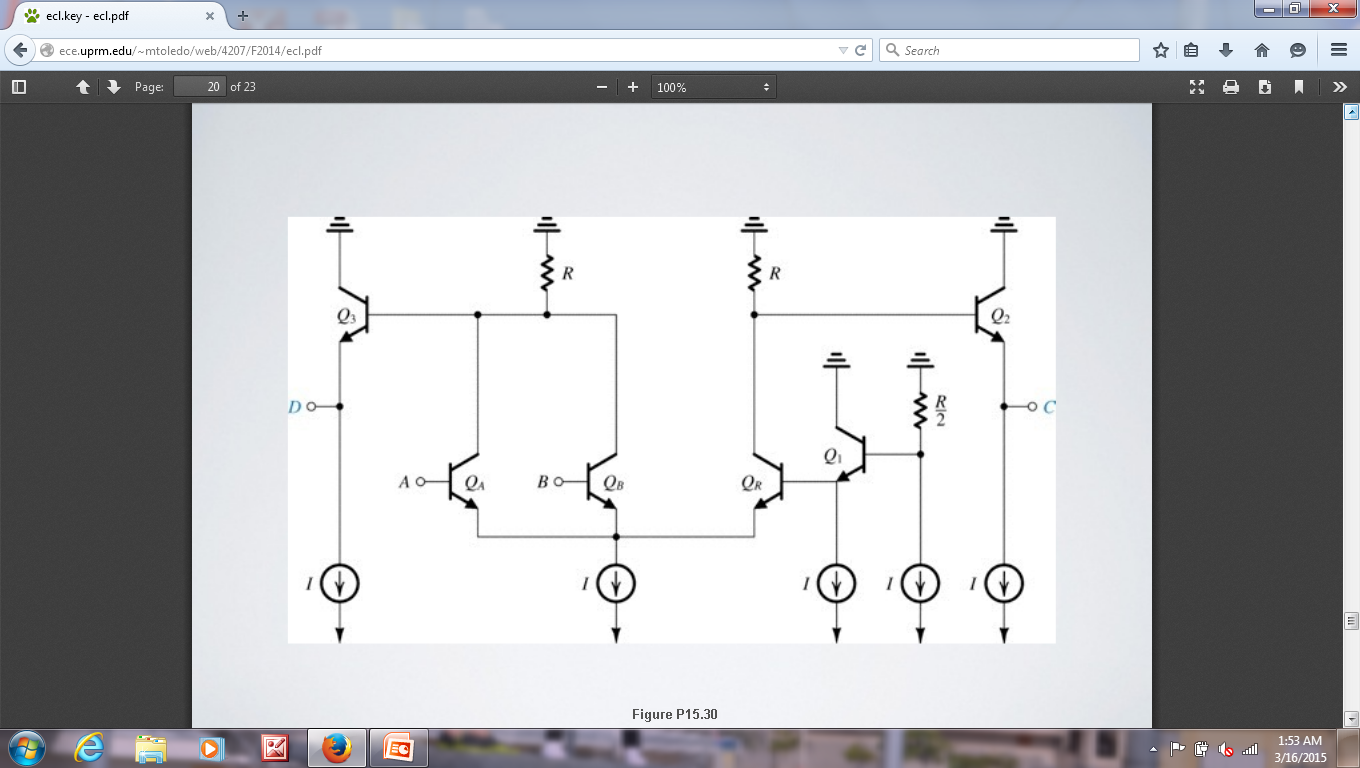 ecl.key - ecl.pdf
ece.uprm.edu/~mtoledo/web/4207/F2014/ecl.pdf
Search
Page: 20 of 23
100%
R
R
Q3
Q2
D
R
2
C
Q1
A
QA
B
QB
QR
I
I
I
I
I
Figure P15.30
1:53 AM
3/16/2015